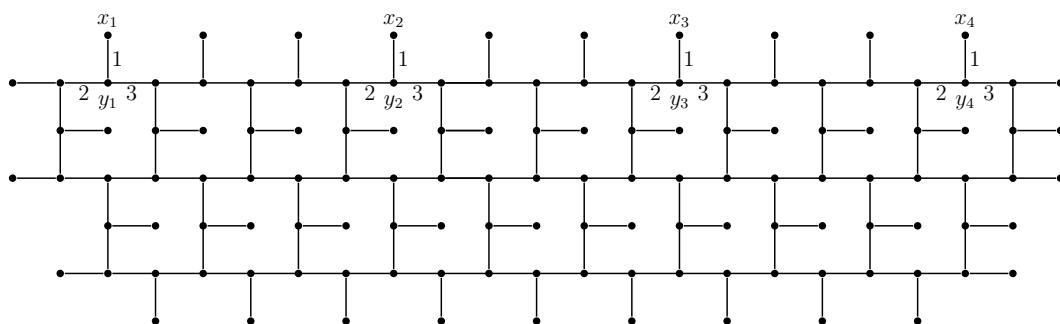 x₁ x₂ x₃ x₄
1 1 1 1
2 y₁ 3 2 y₂ 3 2 y₃ 3 2 y₄ 3